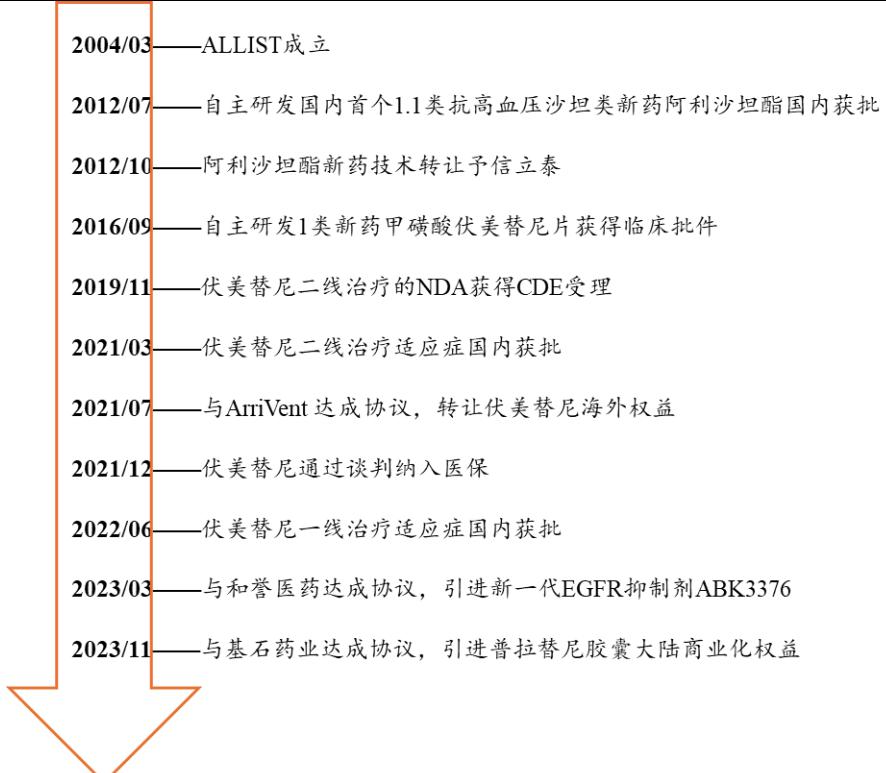 2004/03——ALLIST成立
2012/07——自主研发国内首个1.1类抗高血压沙坦类新药阿利沙坦酯国内获批
2012/10——阿利沙坦酯新药技术转让予信立泰
2016/09——自主研发1类新药甲磺酸伏美替尼片获得临床批件
2019/11——伏美替尼二线治疗的NDA获得CDE受理
2021/03——伏美替尼二线治疗适应症国内获批
2021/07——与ArriVent 达成协议，转让伏美替尼海外权益
2021/12——伏美替尼通过谈判纳入医保
2022/06——伏美替尼一线治疗适应症国内获批
2023/03——与和誉医药达成协议，引进新一代EGFR抑制剂ABK3376
2023/11——与基石药业达成协议，引进普拉替尼胶囊大陆商业化权益